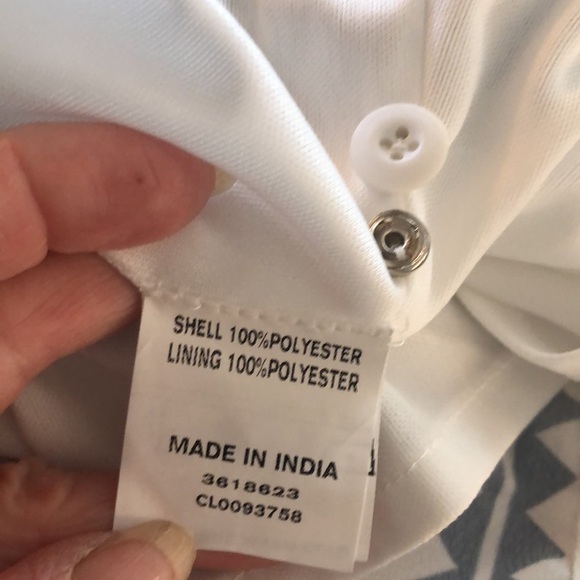 SHELL 100%POLYESTER
LINING 100%POLYESTER
MADE IN INDIA
3618623
CL0093758